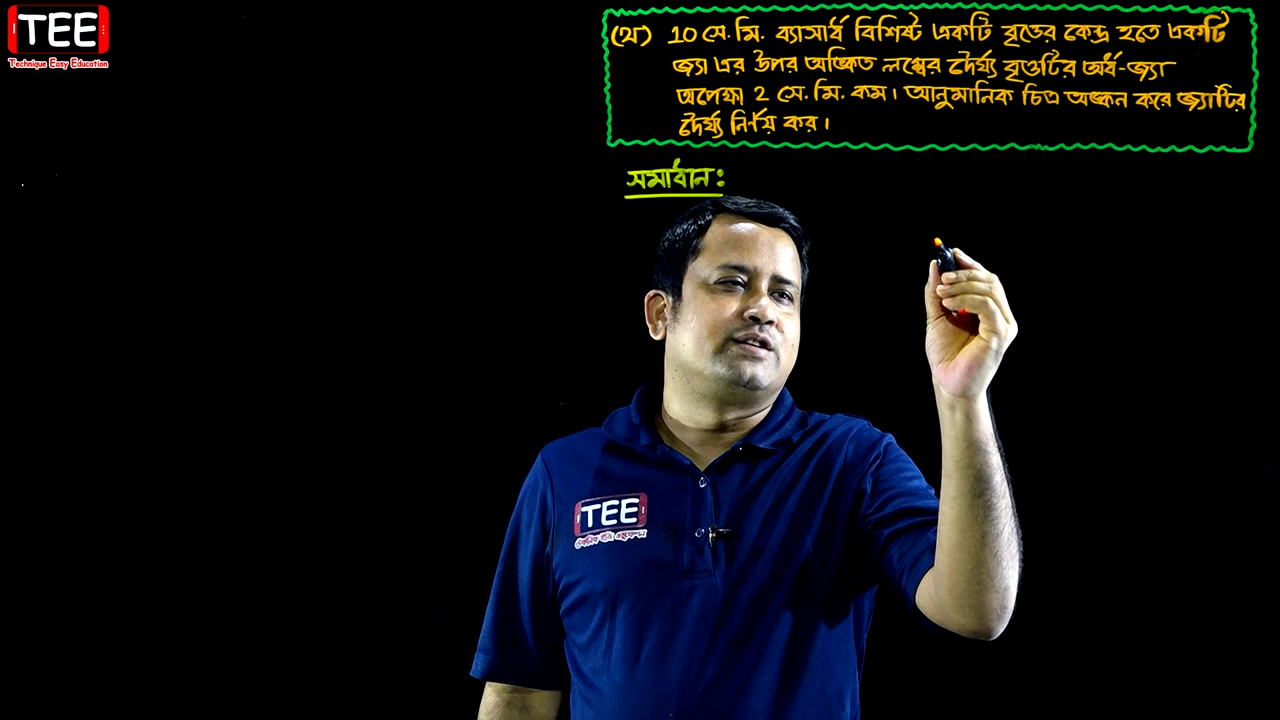 TEE
Technique Easy Education
(থ) 10 সে. মি. ব্যাসার্ধ বিশিষ্ট একটি বৃত্তের কেন্দ্র হতে একটি
জ্যা এর উপর অঙ্কিত লম্বের দৈর্ঘ্য বৃত্তটির অর্ধ-জ্যা
অপেক্ষা 2 সে. মি. কম। আনুমানিক চিত্র অঙ্কন করে জ্যাটির
দৈর্ঘ্য নির্ণয় কর।
সমাধান:
TEE